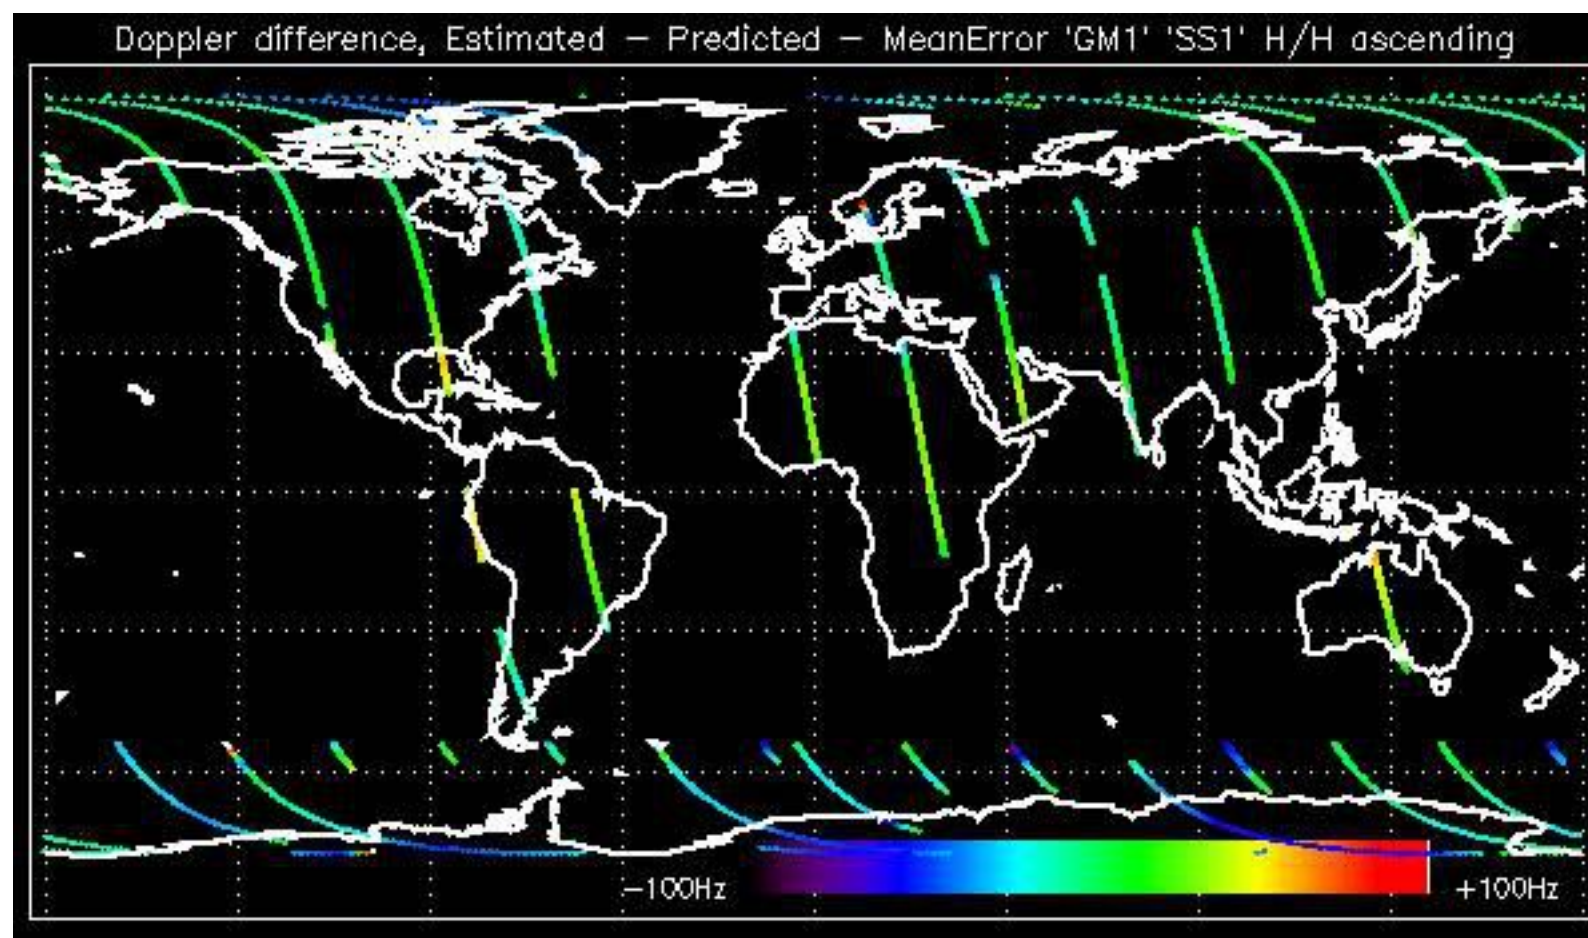 Doppler difference, Estimated – Predicted – MeanError 'GM1' 'SS1' H/H ascending
−100Hz
+100Hz